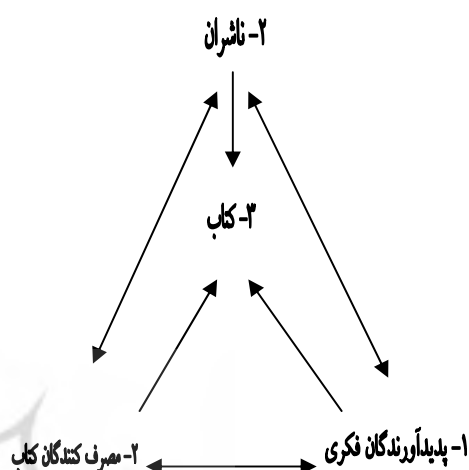 ۲- ناشران
۳- کتاب
۱- پدیدآورندگان فکری
۲- مصرف کنندگان کتاب